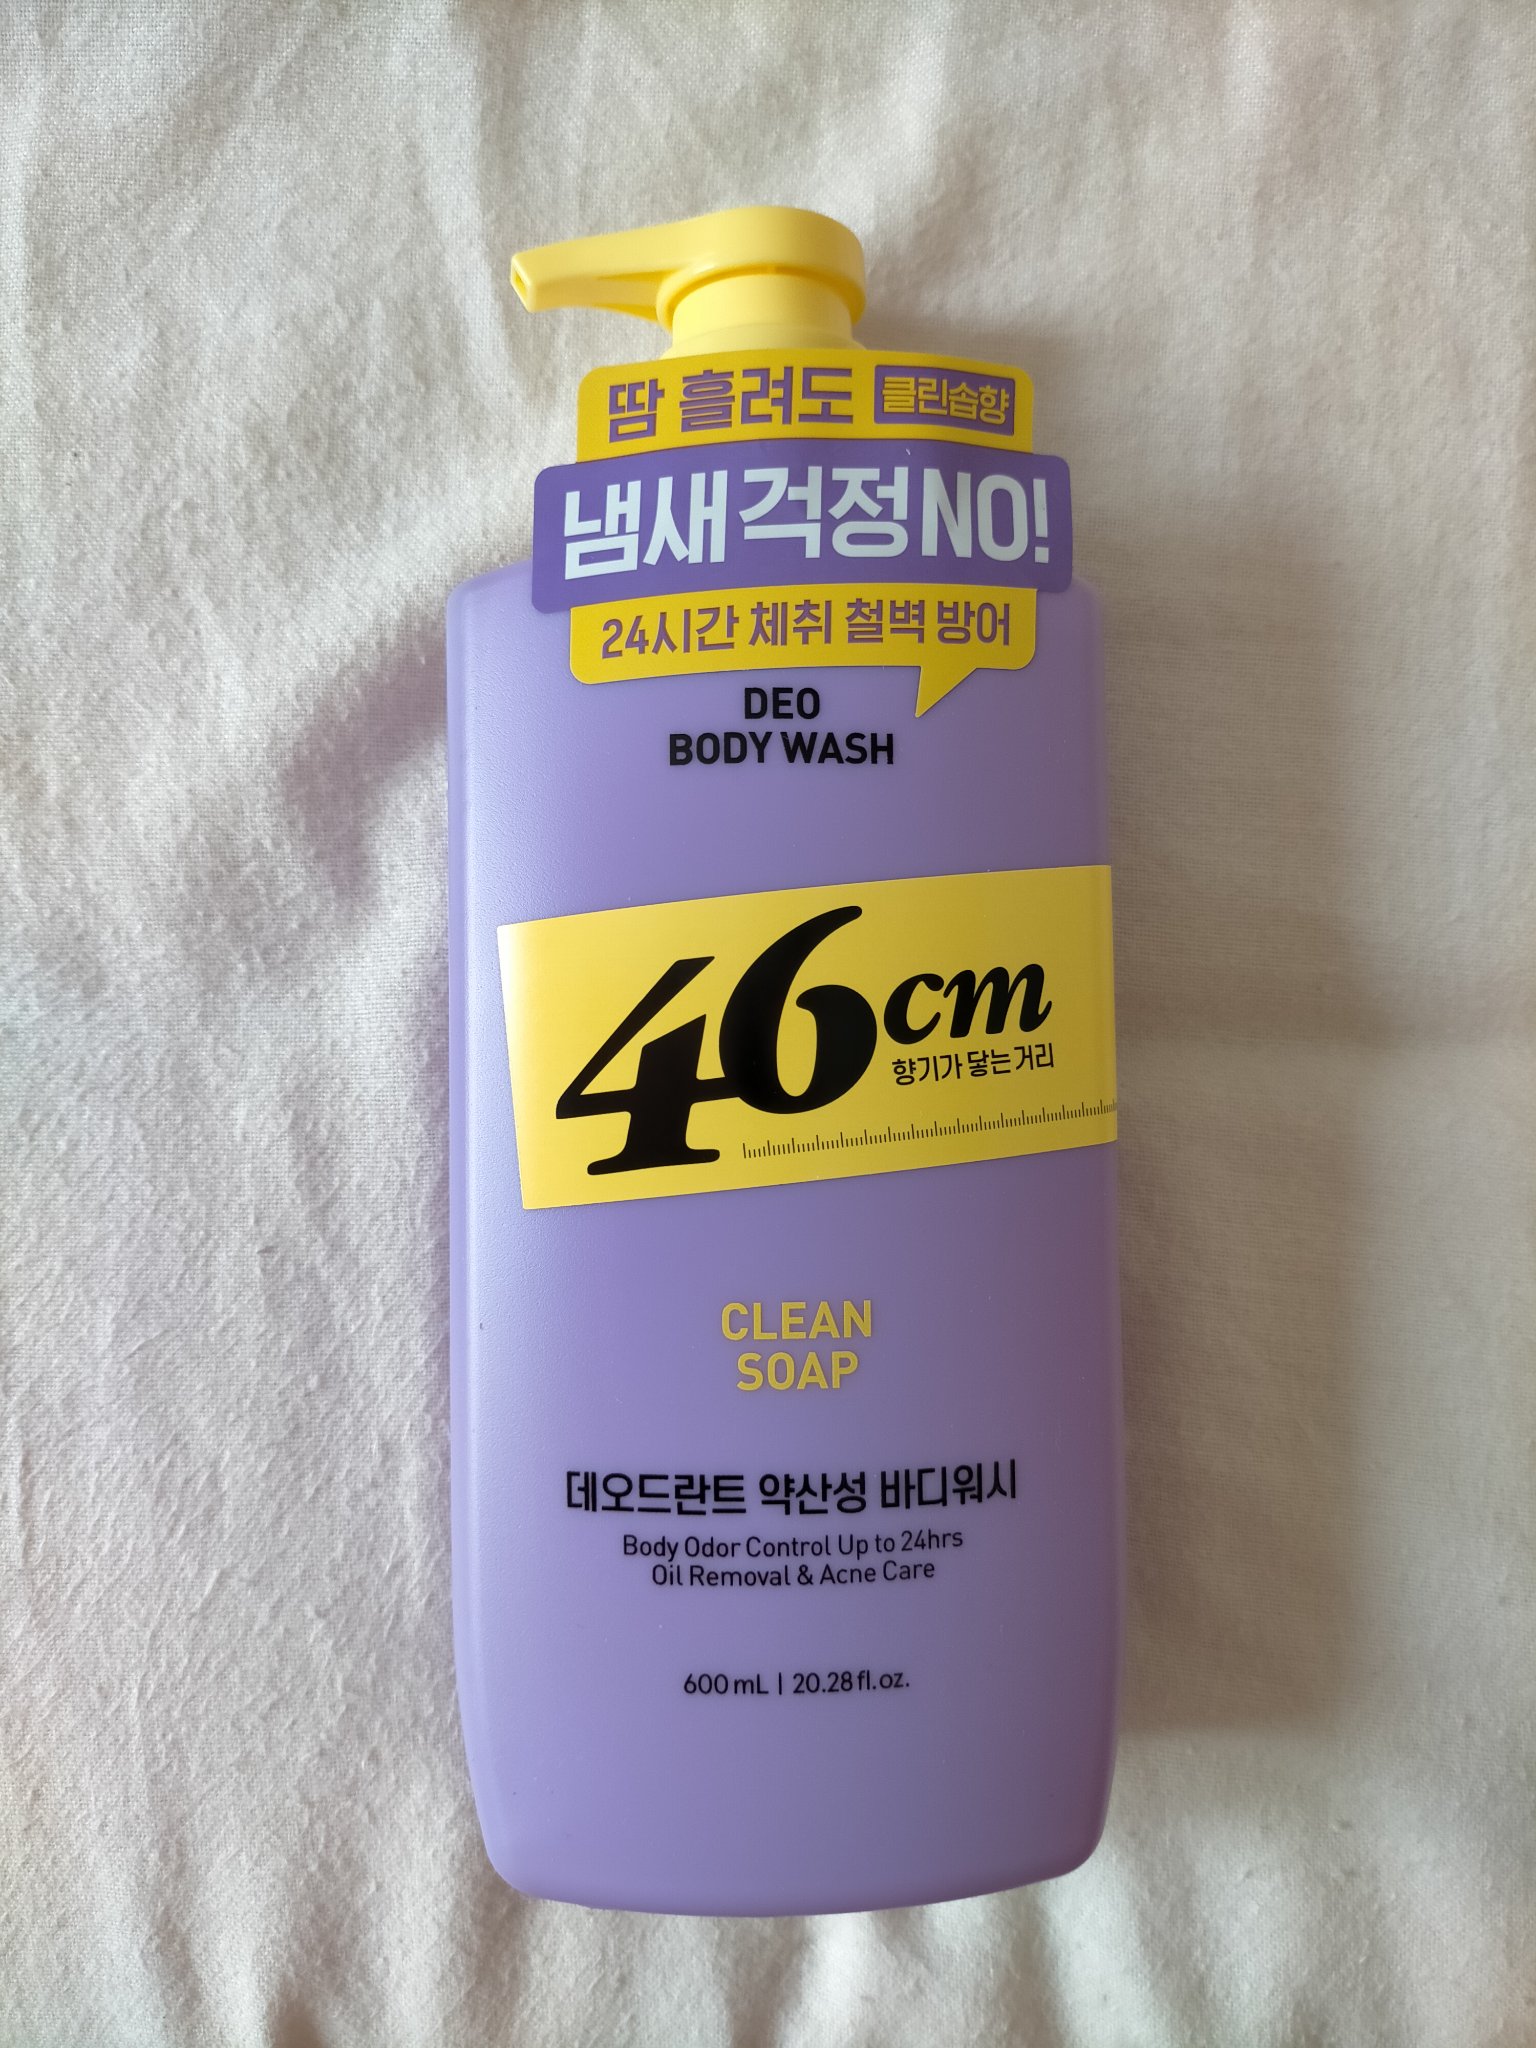 땀 흘려도 클린솝향
냄새 걱정 NO!
24시간 체취 철벽 방어
DEO
BODY WASH
46cm
향기가 닿는 거리
CLEAN
SOAP
데오드란트 약산성 바디워시
Body Odor Control Up to 24hrs
Oil Removal & Acne Care
600 mL | 20.28 fl.oz.